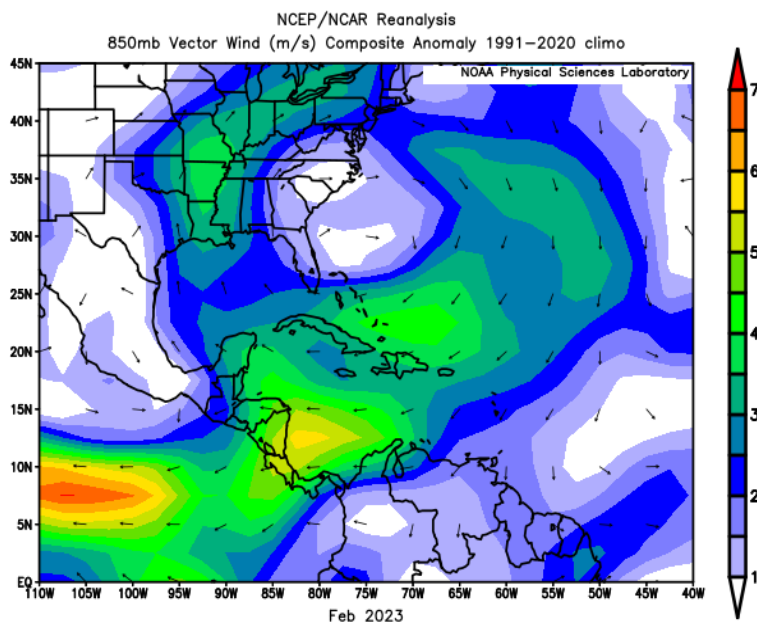 NCEP/NCAR Reanalysis
850mb Vector Wind (m/s) Composite Anomaly 1991-2020 climo
NOAA Physical Sciences Laboratory
45N
40N
35N
30N
25N
20N
15N
10N
5N
EQ
110W 105W 100W 95W 90W 85W 80W 75W 70W 65W 60W 55W 50W 45W 40W
Feb 2023
7
6
5
4
3
2
1